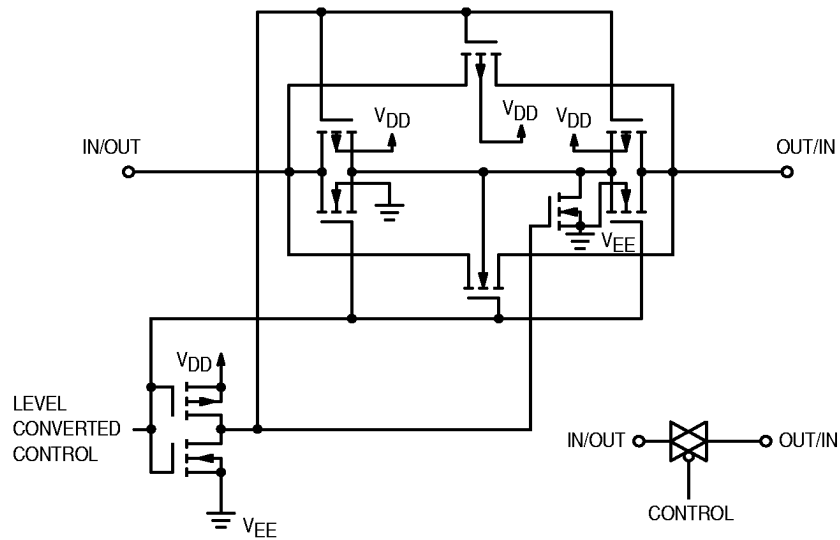 VDD
VDD
VDD
IN/OUT
OUT/IN
VEE
VDD
LEVEL
CONVERTED
CONTROL
VEE
IN/OUT
OUT/IN
CONTROL